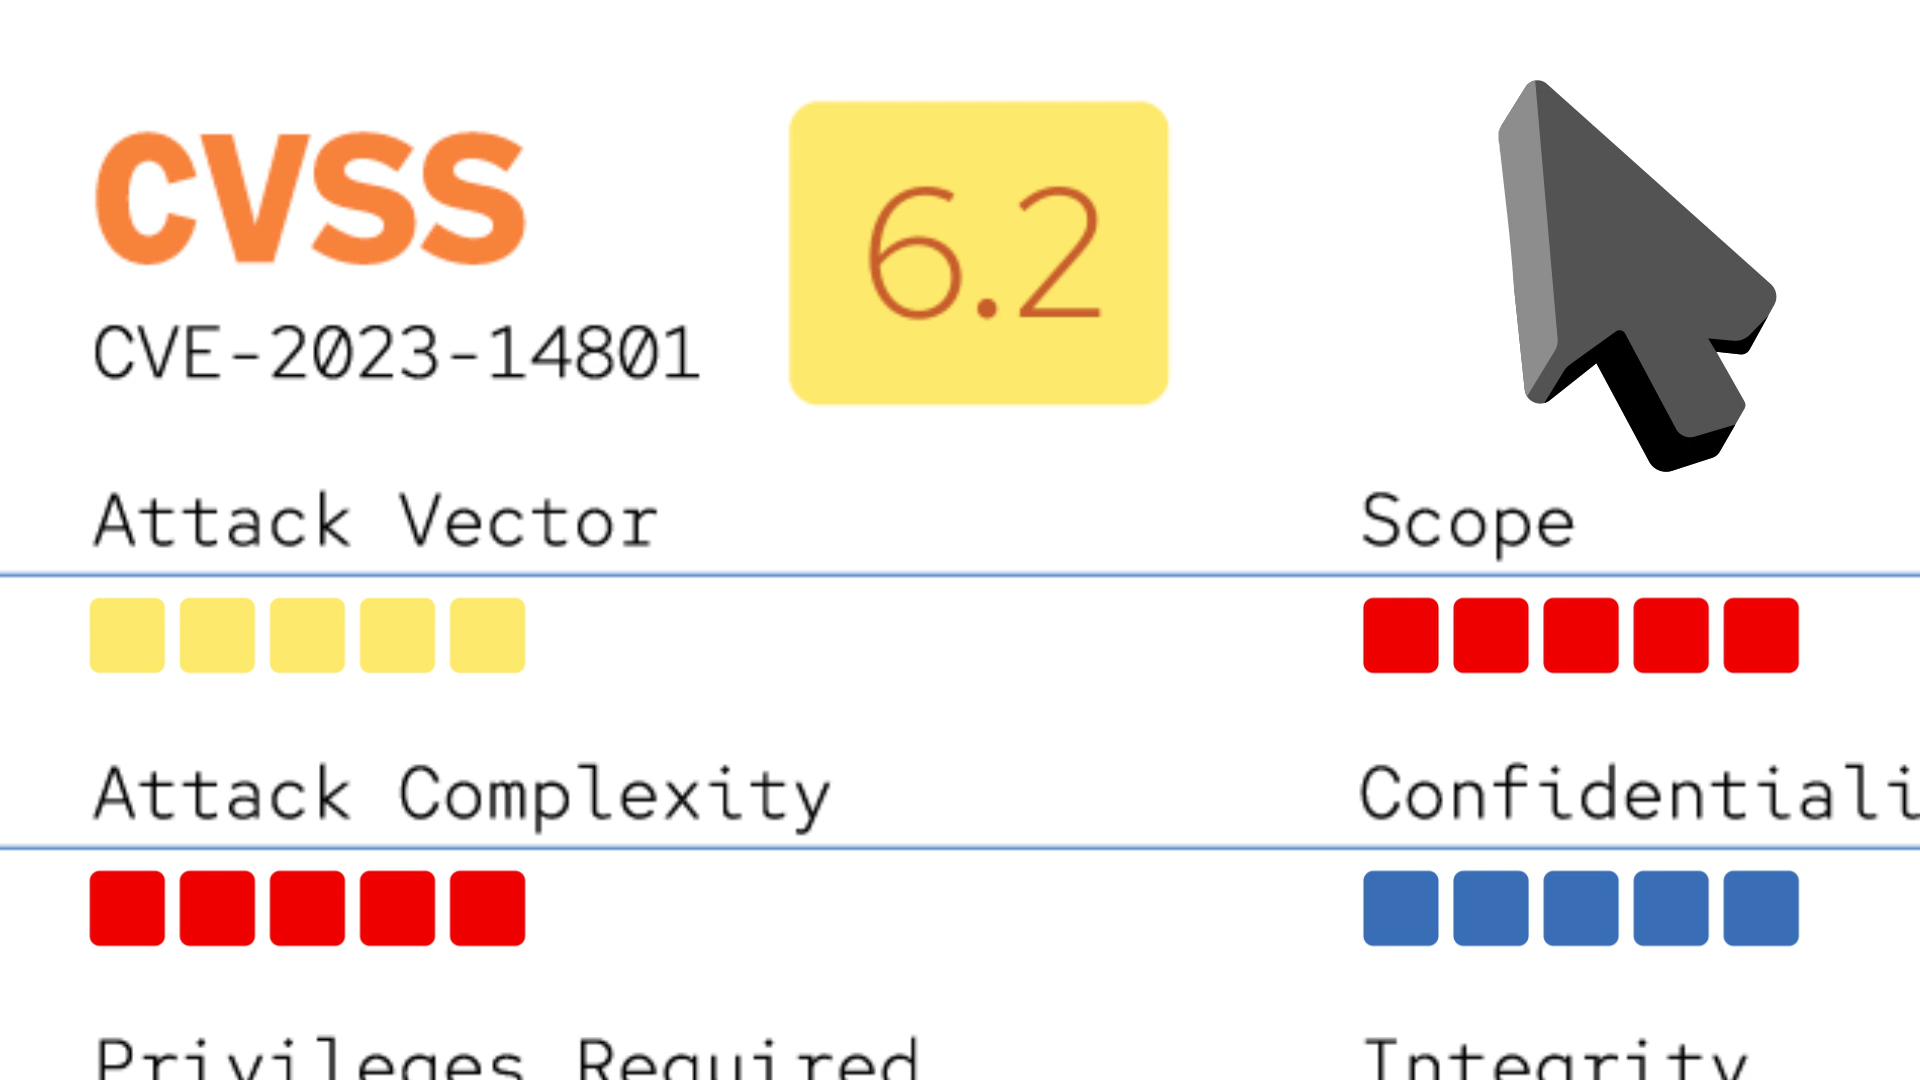 CVSS
6.2
CVE-2023-14801
Attack Vector
Scope
Attack Complexity
Confidentiali
Privileges Required
Integrity